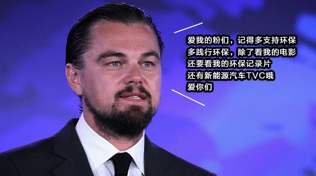 爱我的粉们，记得多支持环保
多践行环保，除了看我的电影
还要看我的环保记录片
还有新能源汽车TVC哦
爱你们